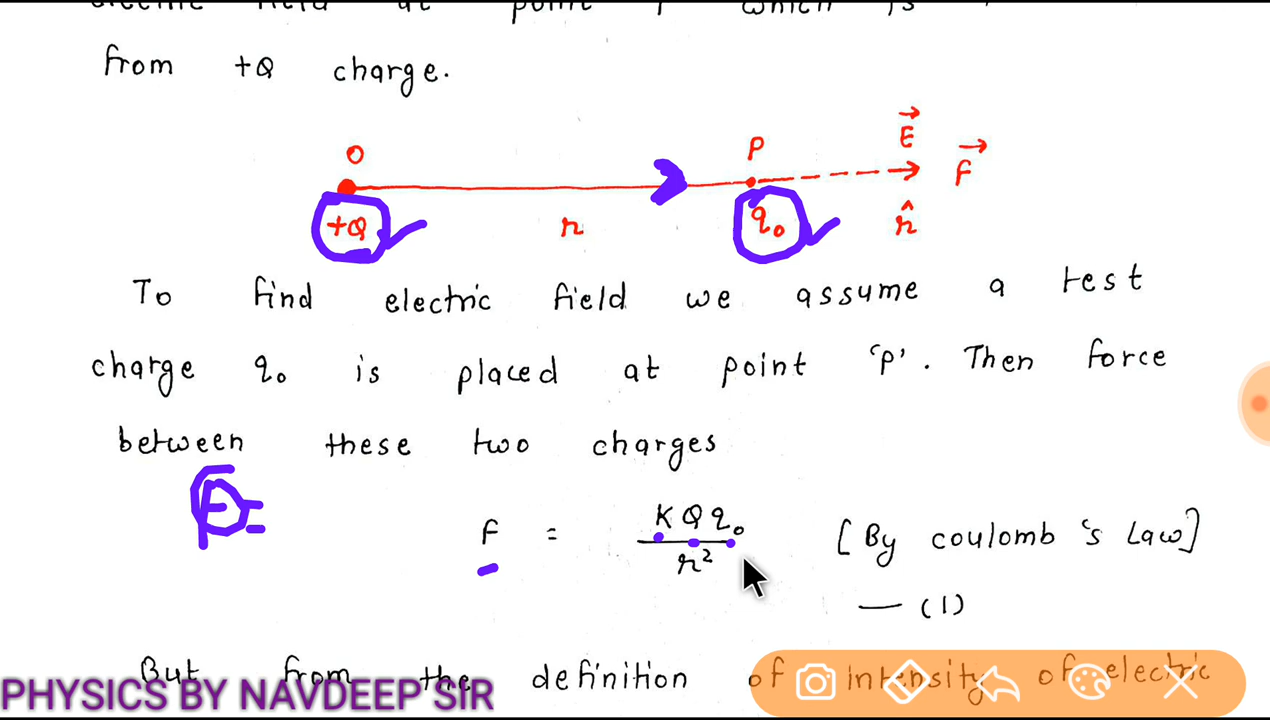 from +Q charge.
O P E⃗ F⃗
+Q r q₀ r̂
To find electric field we assume a test
charge q₀ is placed at point 'P'. Then force
between these two charges
F = KQq₀/r² [By coulomb's Law]
— (1)
But from the definition of intensity of electric
PHYSICS BY NAVDEEP SIR